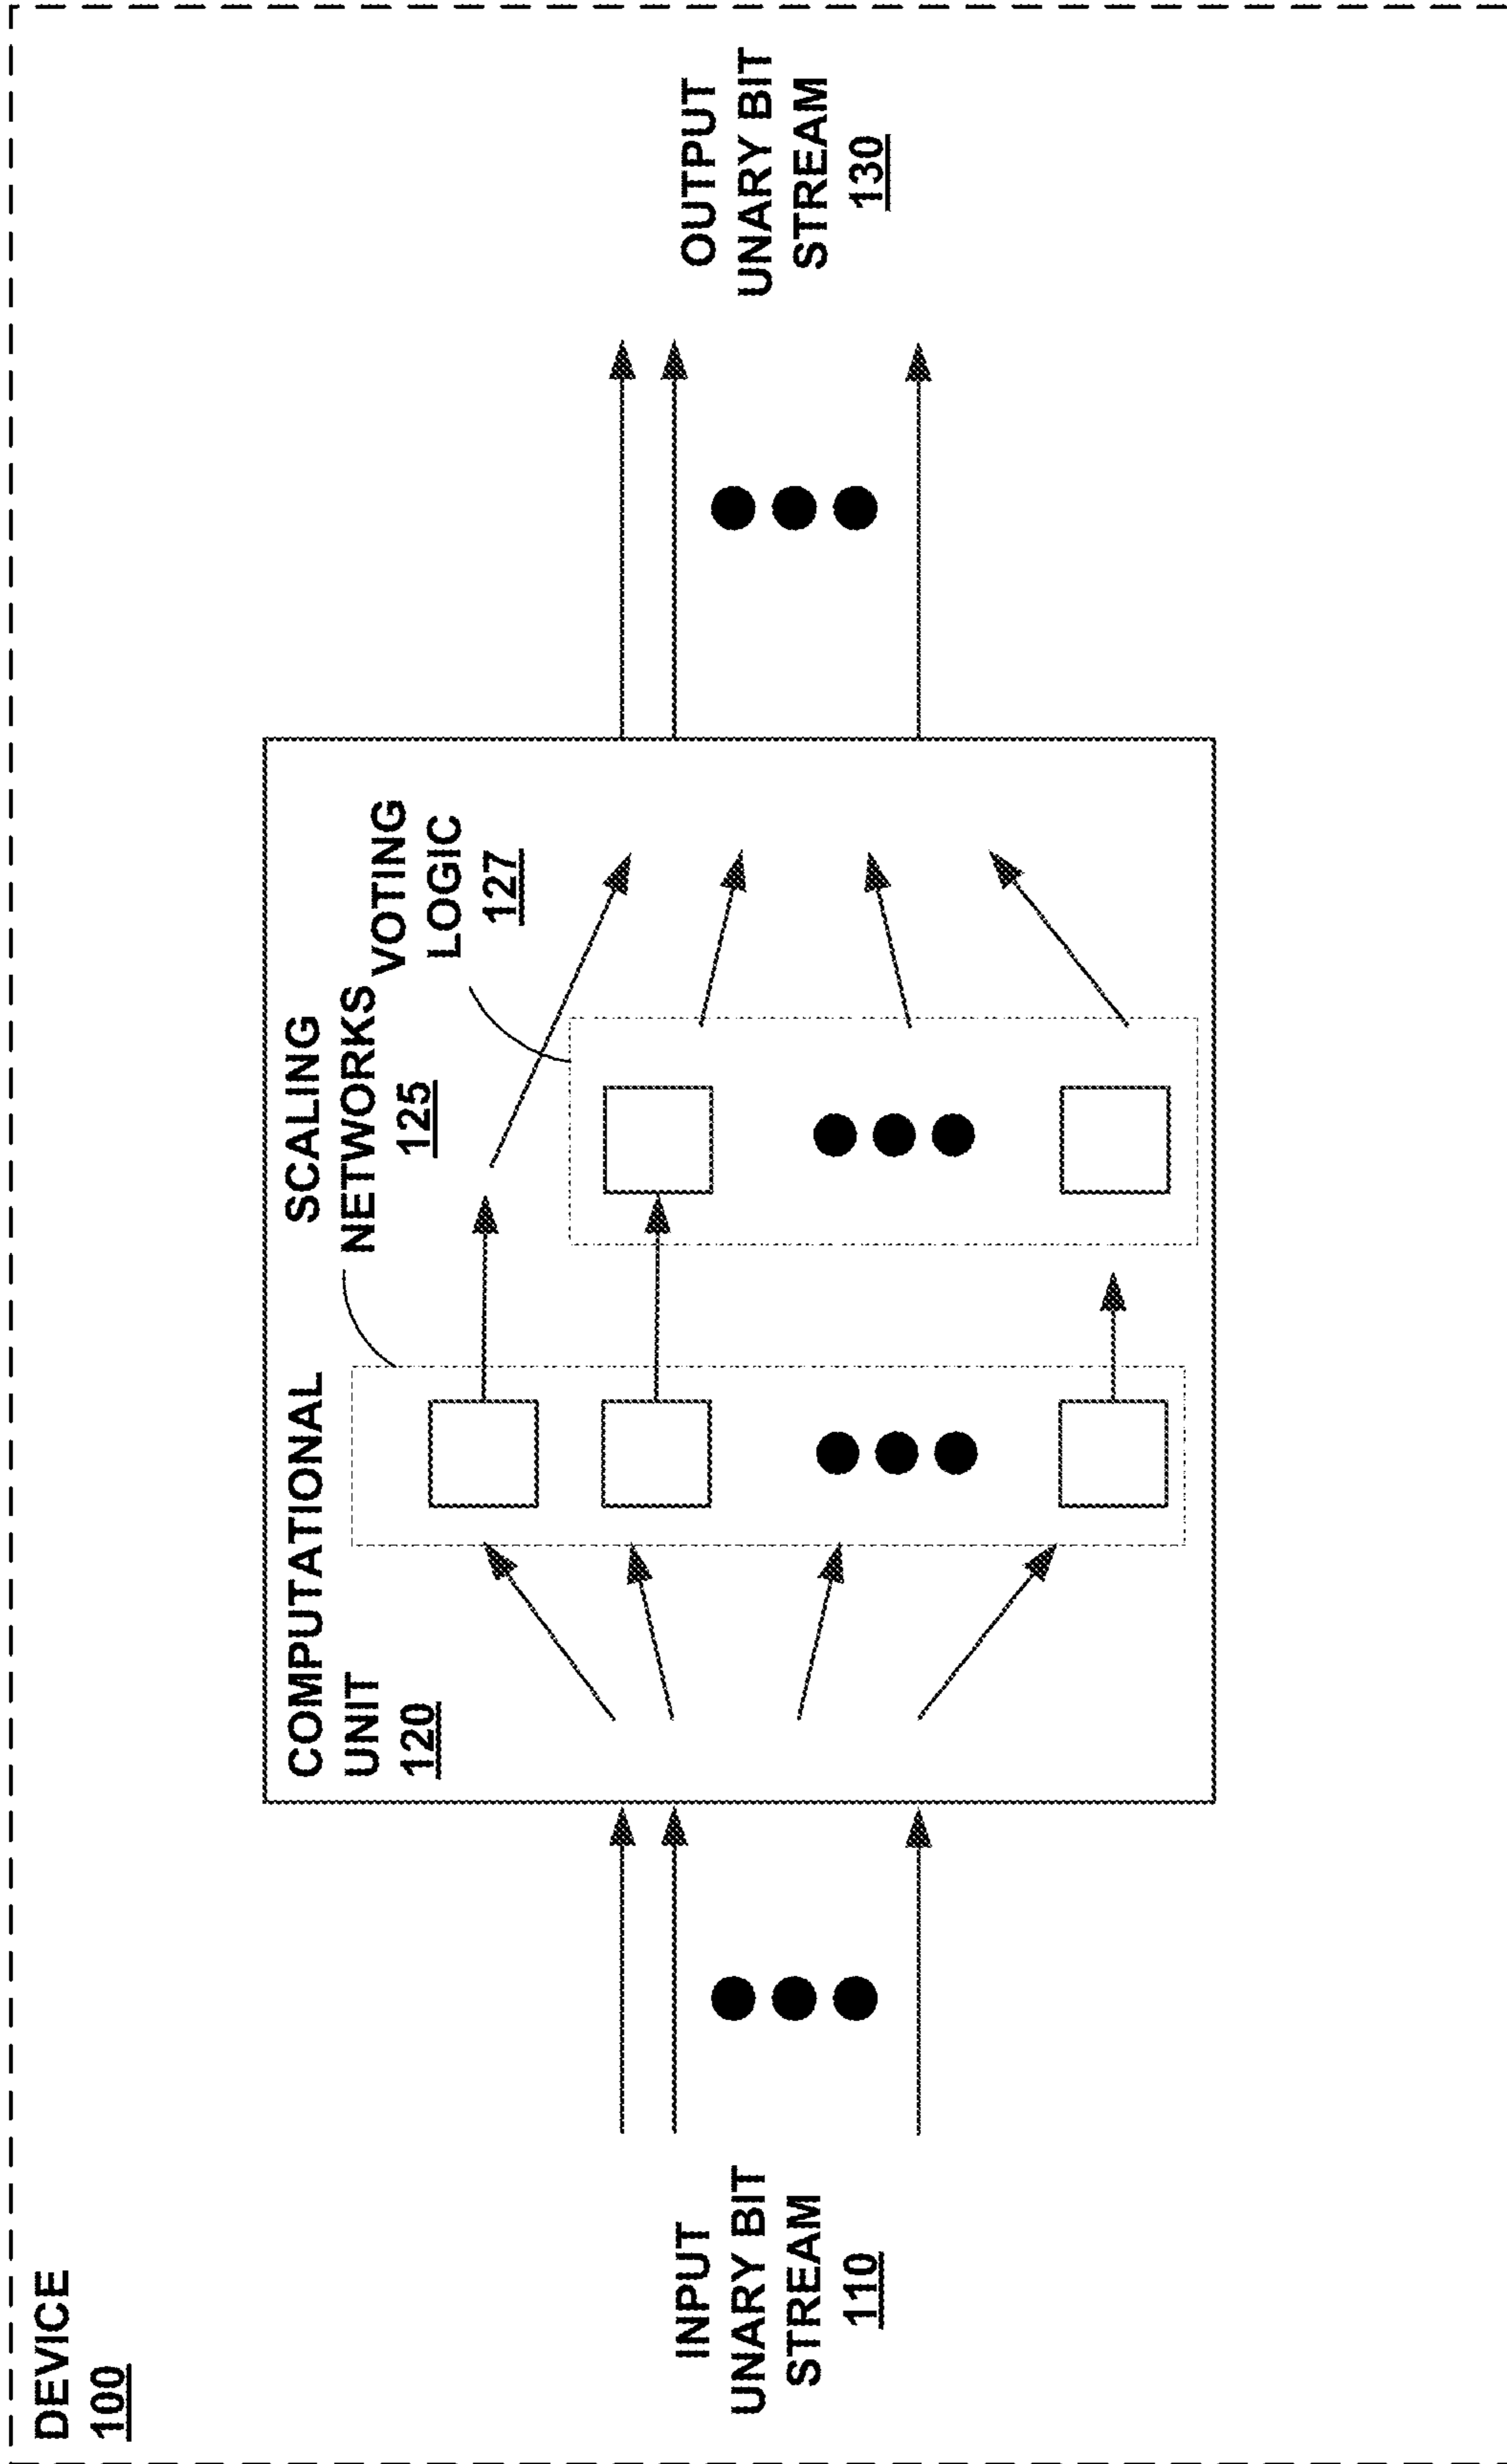 DEVICE
100
INPUT
UNARY BIT
STREAM
110
COMPUTATIONAL
UNIT
120
SCALING
NETWORKS
125
VOTING
LOGIC
127
OUTPUT
UNARY BIT
STREAM
130